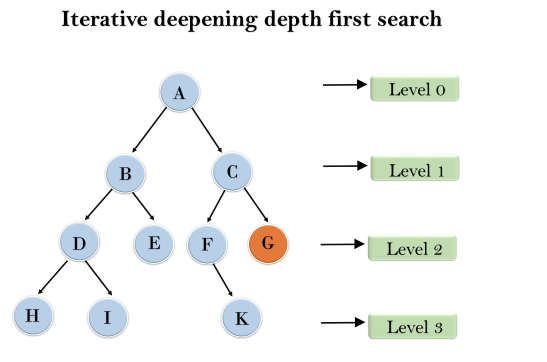 Iterative deepening depth first search
A
Level 0
B
C
Level 1
D
E
F
G
Level 2
H
I
K
Level 3